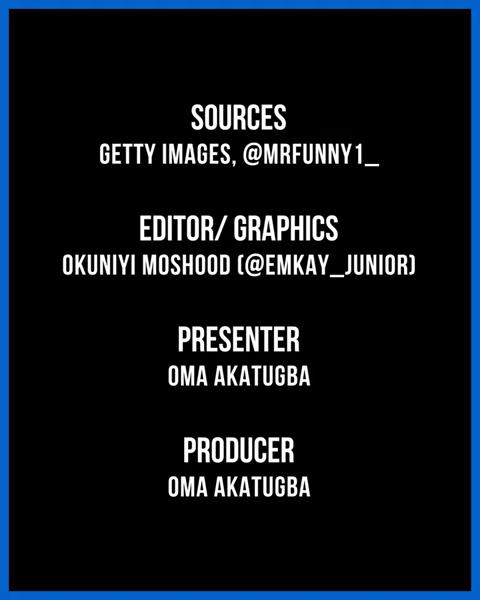 SOURCES
GETTY IMAGES, @MRFUNNY1_
EDITOR/ GRAPHICS
OKUNIYI MOSHOOD (@EMKAY_JUNIOR)
PRESENTER
OMA AKATUGBA
PRODUCER
OMA AKATUGBA